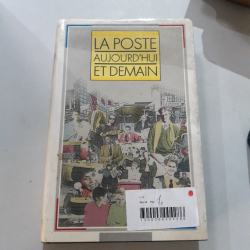 LA POSTE
AUJOURD'HUI
ET DEMAIN